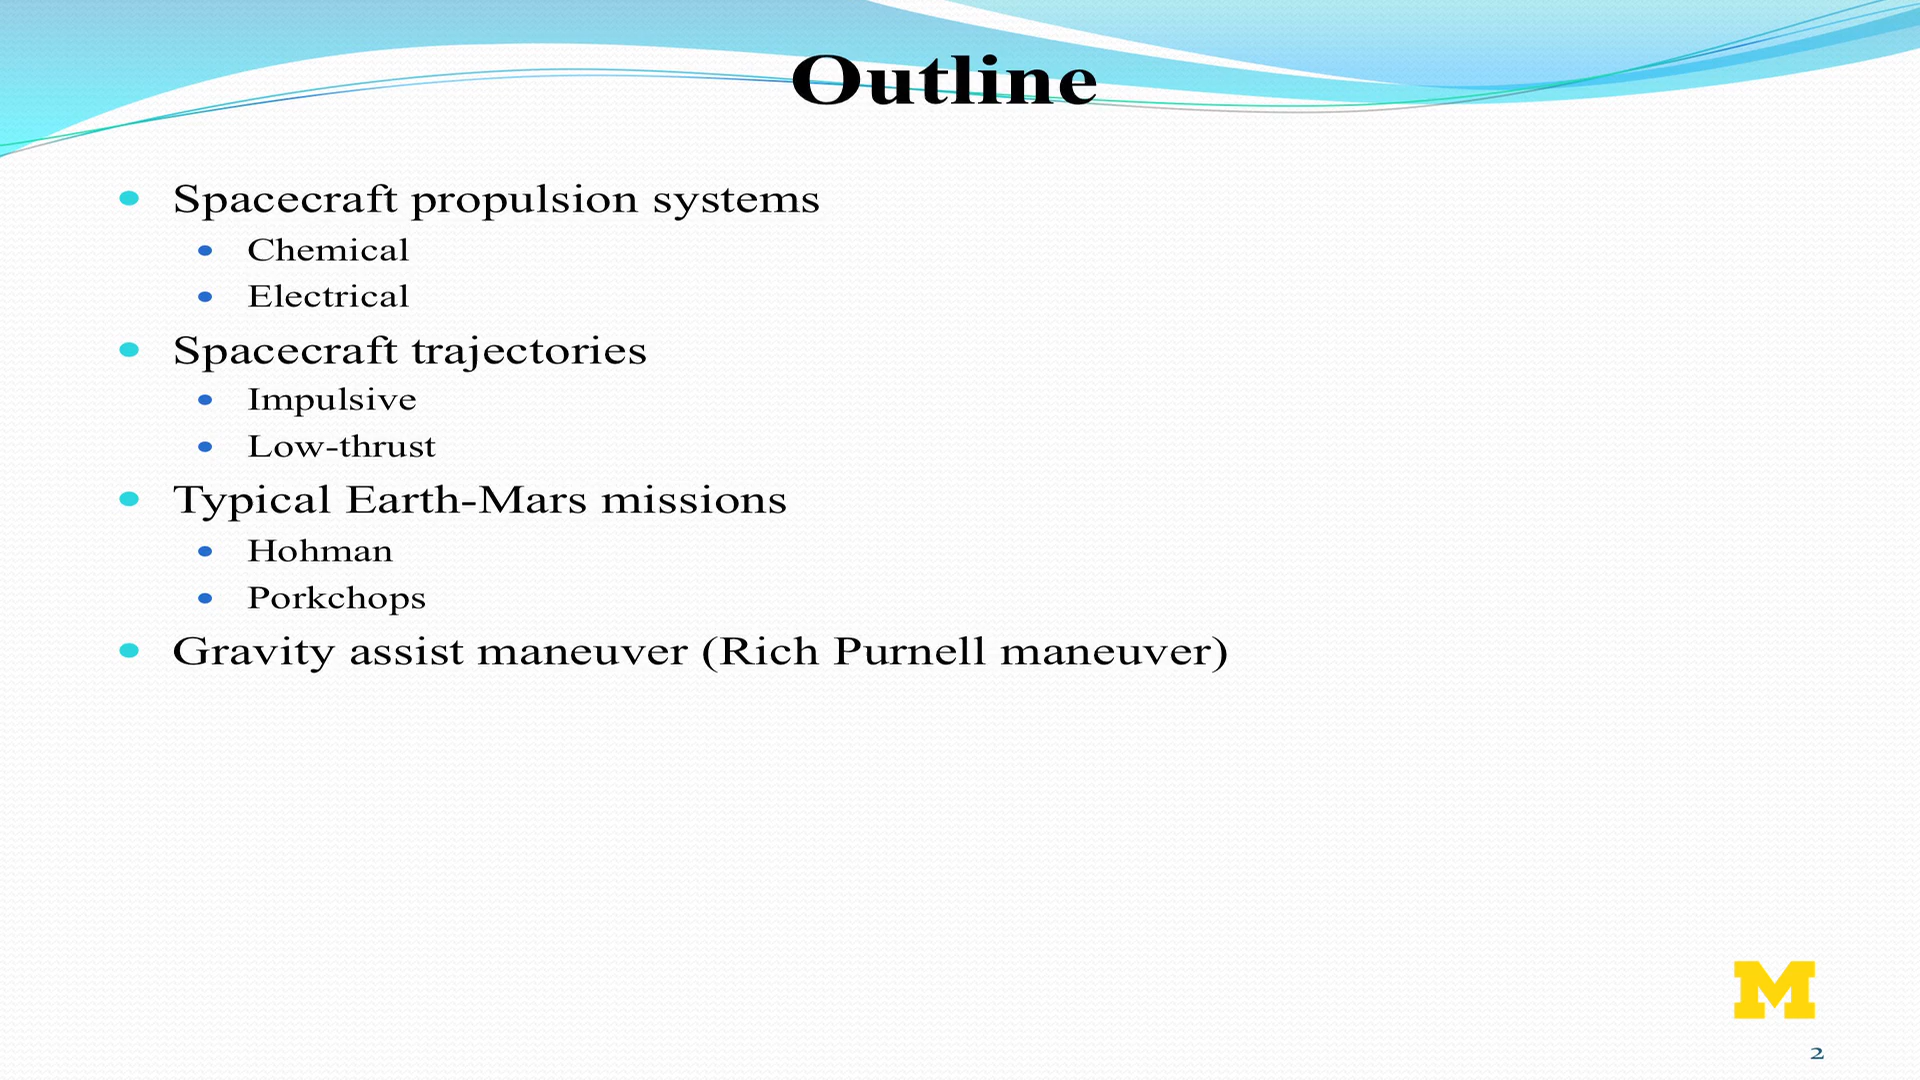 Outline
• Spacecraft propulsion systems
• Chemical
• Electrical
• Spacecraft trajectories
• Impulsive
• Low-thrust
• Typical Earth-Mars missions
• Hohman
• Porkchops
• Gravity assist maneuver (Rich Purnell maneuver)
M
2